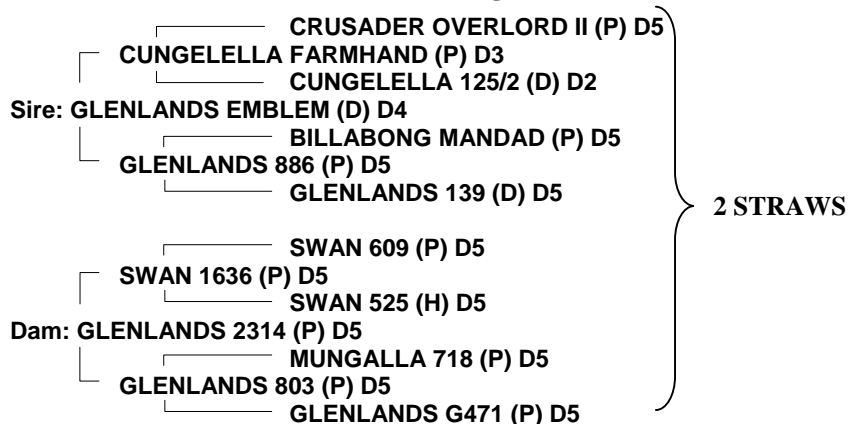 CRUSADER OVERLORD II (P) D5
CUNGELELLA FARMHAND (P) D3
CUNGELELLA 125/2 (D) D2
Sire: GLENLANDS EMBLEM (D) D4
BILLABONG MANDAD (P) D5
GLENLANDS 886 (P) D5
GLENLANDS 139 (D) D5
2 STRAWS
SWAN 609 (P) D5
SWAN 1636 (P) D5
SWAN 525 (H) D5
Dam: GLENLANDS 2314 (P) D5
MUNGALLA 718 (P) D5
GLENLANDS 803 (P) D5
GLENLANDS G471 (P) D5